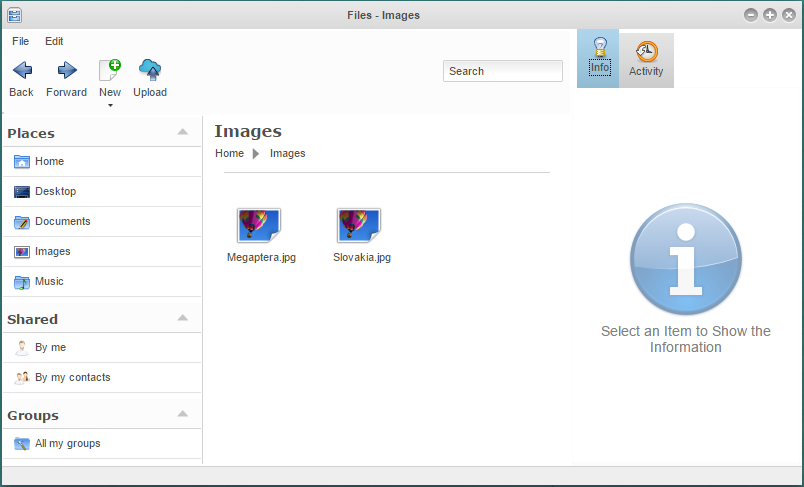 Files - Images
File Edit
Back Forward New Upload
Search
Info
Activity
Places
Home
Desktop
Documents
Images
Music
Shared
By me
By my contacts
Groups
All my groups
Images
Home Images
Megaptera.jpg Slovakia.jpg
Select an Item to Show the
Information